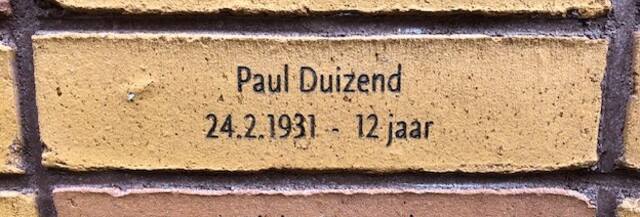 Paul Duizend
24.2.1931 - 12 jaar